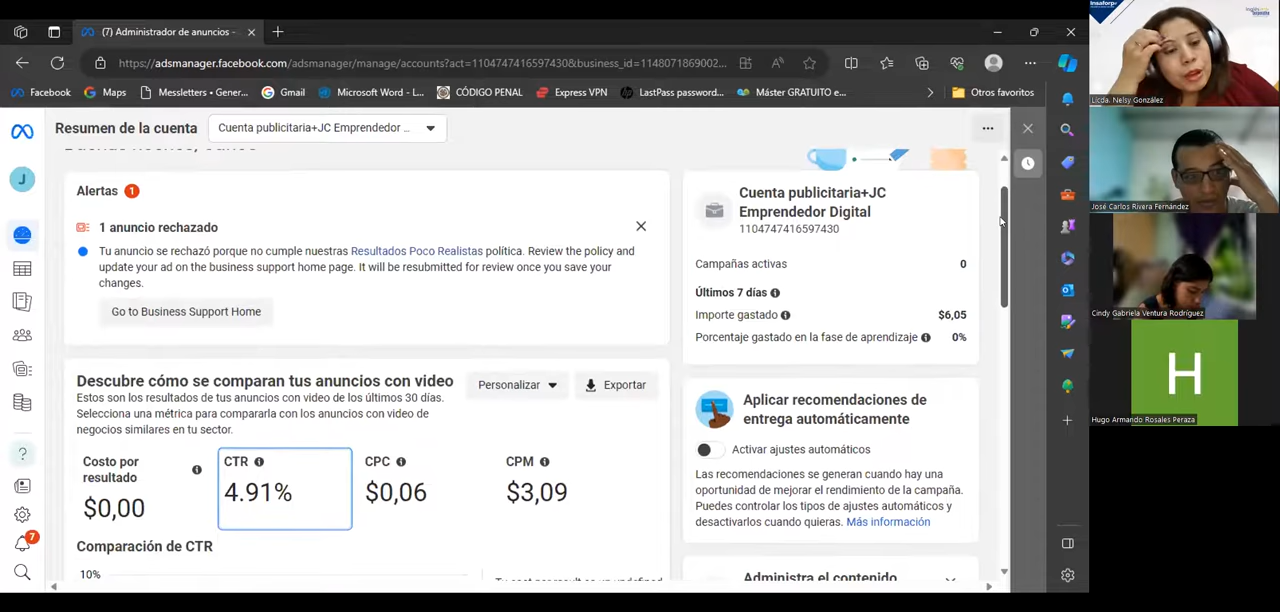 (7) Administrador de anuncios -
https://adsmanager.facebook.com/adsmanager/manage/accounts?act=1104747416597430&business_id=1148071869002...
Facebook
Maps
Messletters • Gener...
Gmail
Microsoft Word - L...
CÓDIGO PENAL
Express VPN
LastPass password...
Máster GRATUITO e...
Otros favoritos
Resumen de la cuenta
Cuenta publicitaria+JC Emprendedor ...
J
7
Alertas 1
1 anuncio rechazado
Tu anuncio se rechazó porque no cumple nuestras Resultados Poco Realistas política. Review the policy and
update your ad on the business support home page. It will be resubmitted for review once you save your
changes.
Go to Business Support Home
Descubre cómo se comparan tus anuncios con video
Personalizar
Exportar
Estos son los resultados de tus anuncios con video de los últimos 30 días.
Selecciona una métrica para compararla con los anuncios con video de
negocios similares en tu sector.
Costo por
resultado
$0,00
CTR
4.91%
CPC
$0,06
CPM
$3,09
Comparación de CTR
10%
Cuenta publicitaria+JC
Emprendedor Digital
1104747416597430
Campañas activas 0
Últimos 7 días
Importe gastado $6,05
Porcentaje gastado en la fase de aprendizaje 0%
Aplicar recomendaciones de
entrega automáticamente
Activar ajustes automáticos
Las recomendaciones se generan cuando hay una
oportunidad de mejorar el rendimiento de la campaña.
Puedes controlar los tipos de ajustes automáticos y
desactivarlos cuando quieras. Más información
Administra el contenido
Insaforp
Licda. Nelsy González
José Carlos Rivera Fernández
Cindy Gabriela Ventura Rodríguez
H
Hugo Armando Rosales Peraza